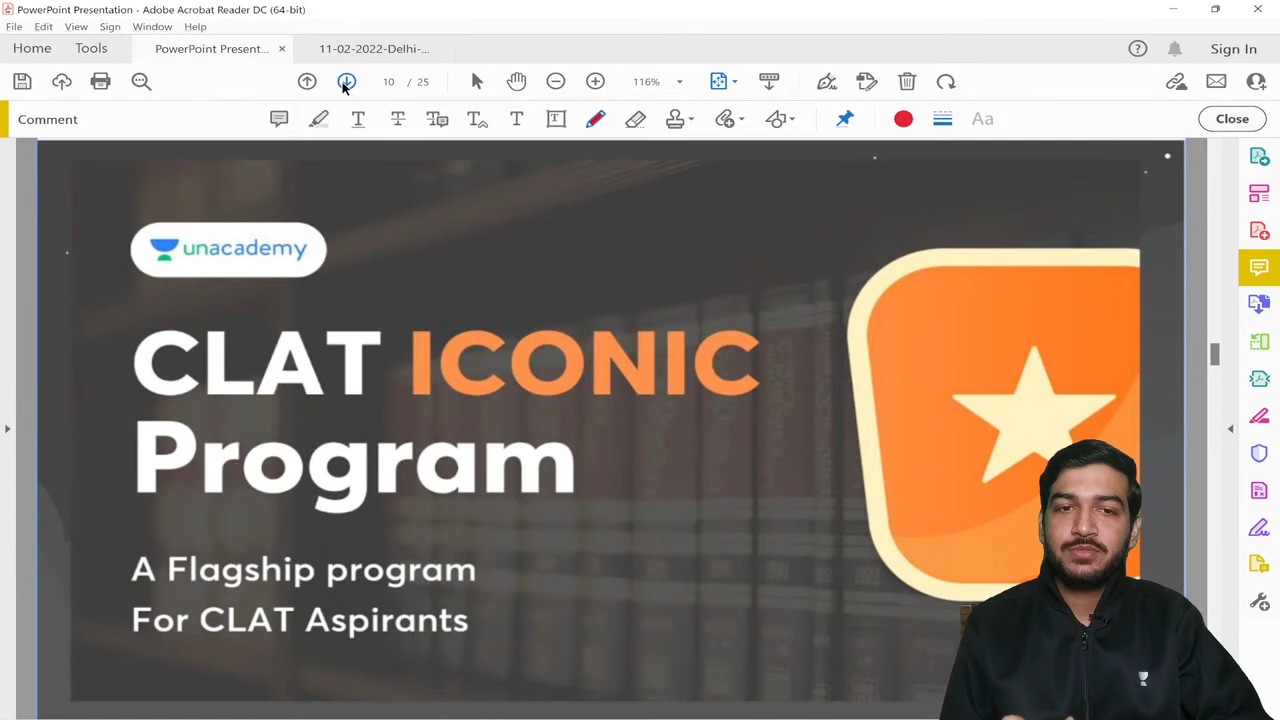 PowerPoint Presentation - Adobe Acrobat Reader DC (64-bit)
File Edit View Sign Window Help
Home Tools PowerPoint Present... × 11-02-2022-Delhi-... Sign In
10 / 25 116%
Comment Aa Close
unacademy
CLAT ICONIC
Program
A Flagship program
For CLAT Aspirants